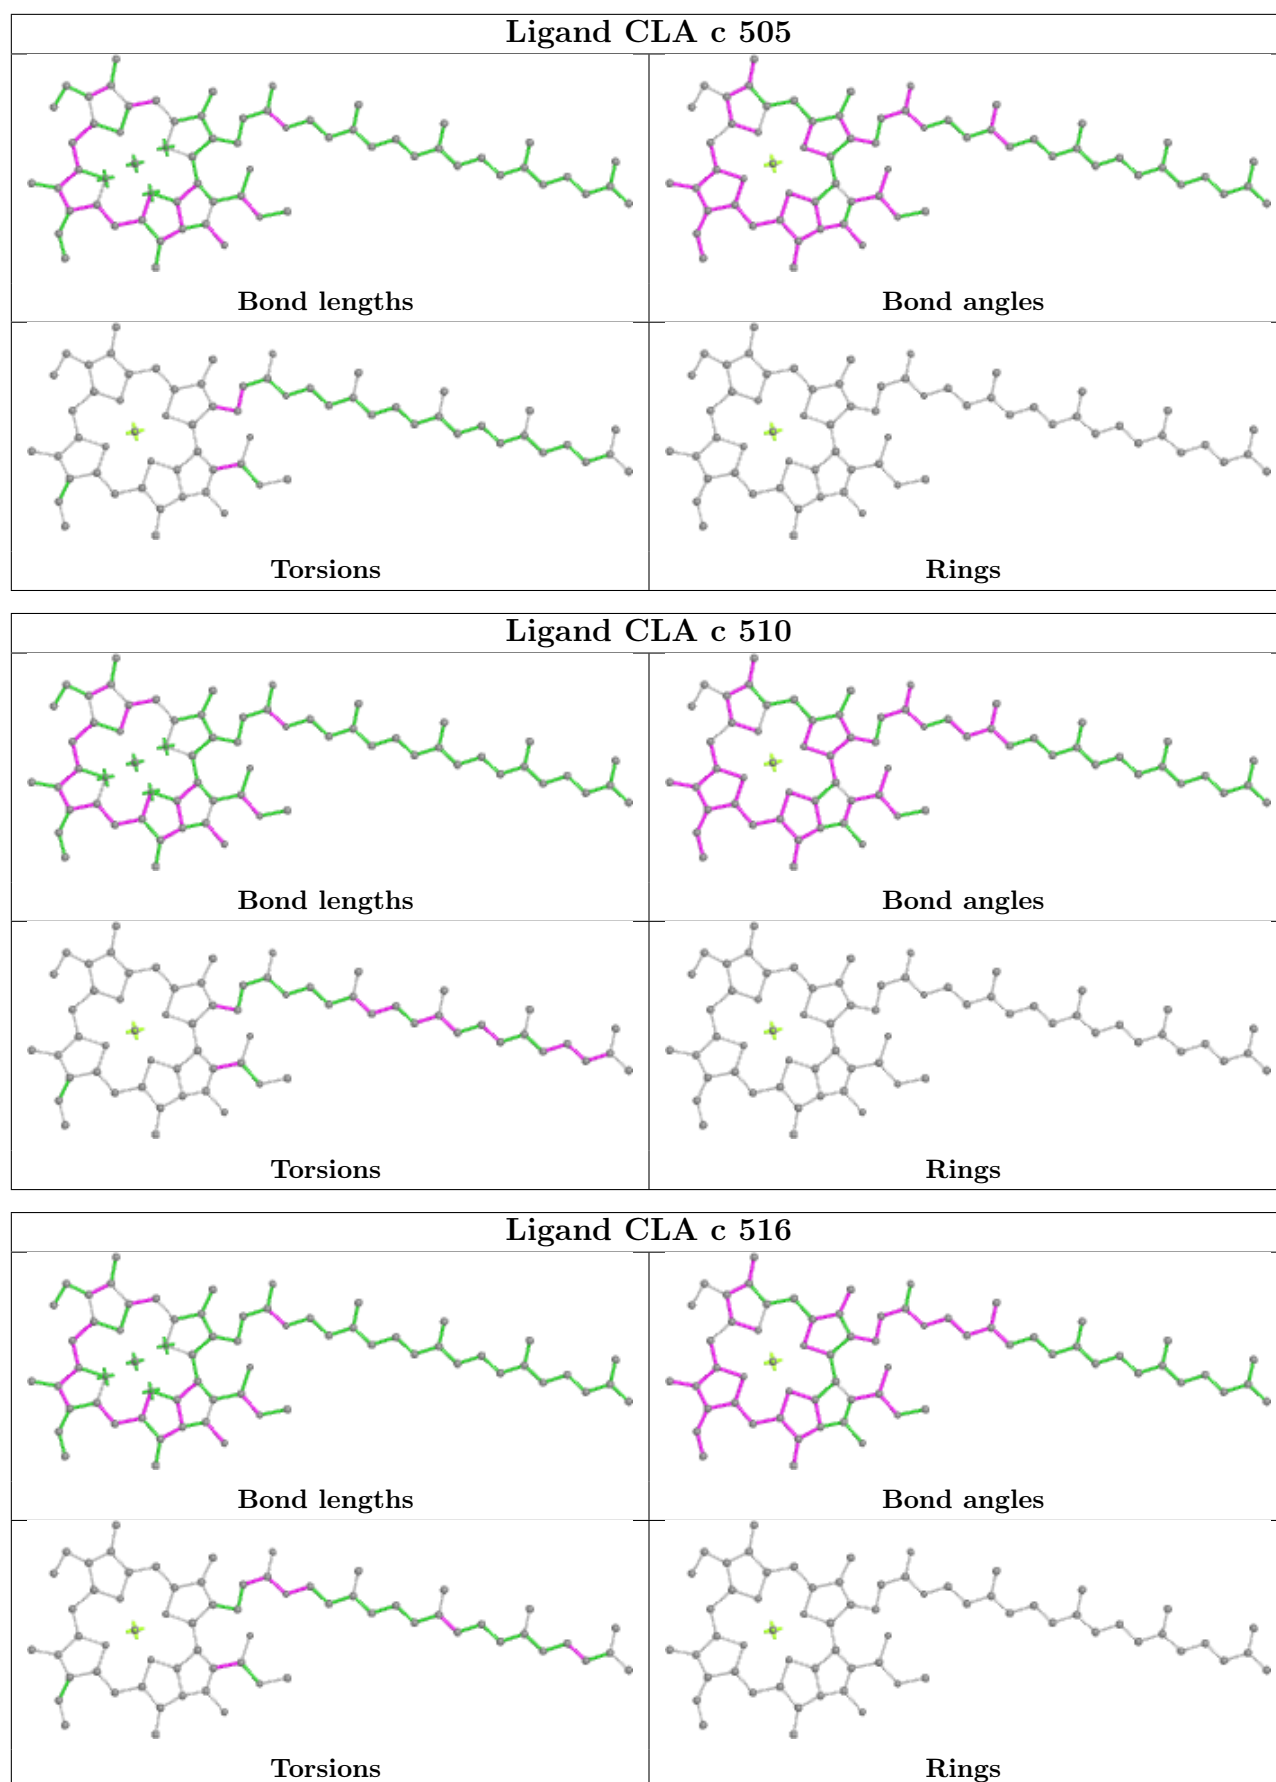 Ligand CLA c 505
Bond lengths
Bond angles
Torsions
Rings
Ligand CLA c 510
Bond lengths
Bond angles
Torsions
Rings
Ligand CLA c 516
Bond lengths
Bond angles
Torsions
Rings